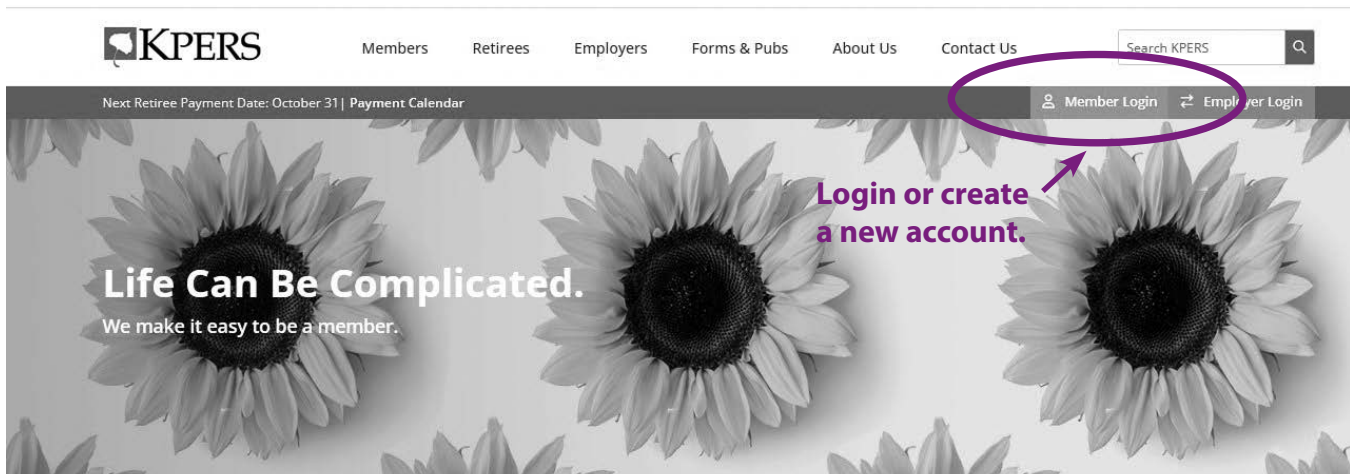 KPERS
Members Retirees Employers Forms & Pubs About Us Contact Us Search KPERS
Next Retiree Payment Date: October 31| Payment Calendar Member Login Employer Login
Login or create
a new account.
Life Can Be Complicated.
We make it easy to be a member.